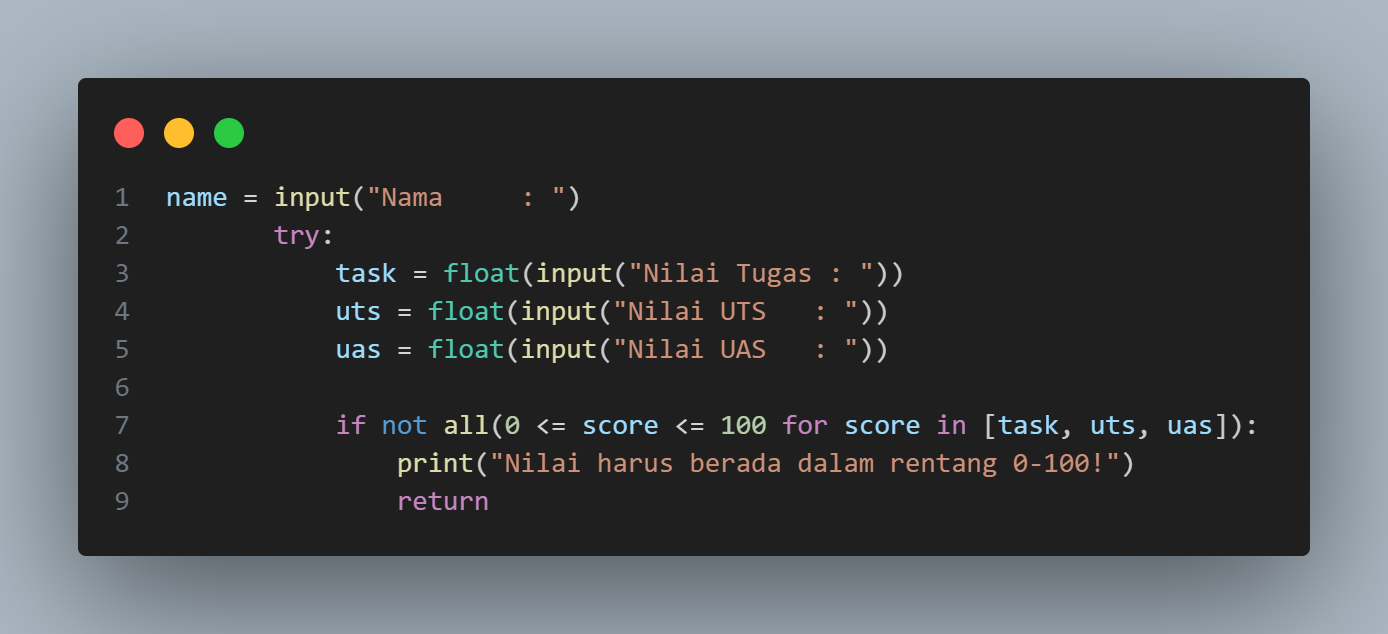 1 name = input("Nama     : ")
2        try:
3            task = float(input("Nilai Tugas : "))
4            uts = float(input("Nilai UTS   : "))
5            uas = float(input("Nilai UAS   : "))
6
7            if not all(0 <= score <= 100 for score in [task, uts, uas]):
8                print("Nilai harus berada dalam rentang 0-100!")
9                return